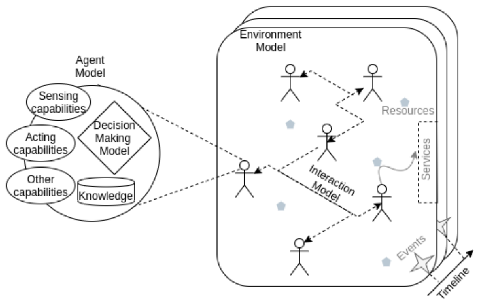 Environment
Model
Agent
Model
Sensing
capabilities
Acting
capabilities
Other
capabilities
Decision
Making
Model
Knowledge
Resources
Services
Interaction
Model
Events
Timeline